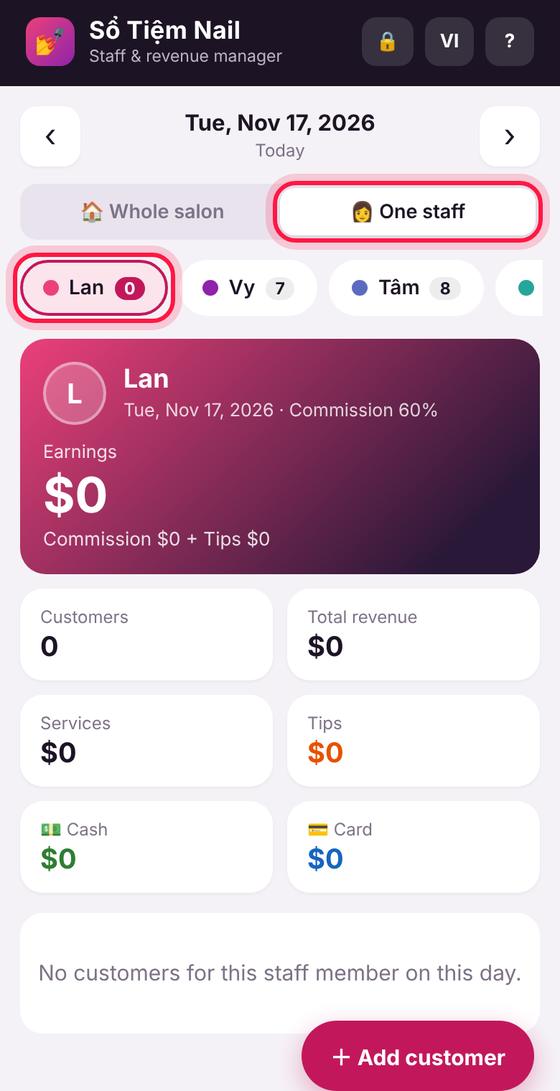 Sổ Tiệm Nail
Staff & revenue manager
VI
?
‹
Tue, Nov 17, 2026
Today
›
Whole salon
One staff
Lan 0
Vy 7
Tâm 8
L
Lan
Tue, Nov 17, 2026 · Commission 60%
Earnings
$0
Commission $0 + Tips $0
Customers
0
Total revenue
$0
Services
$0
Tips
$0
Cash
$0
Card
$0
No customers for this staff member on this day.
+ Add customer